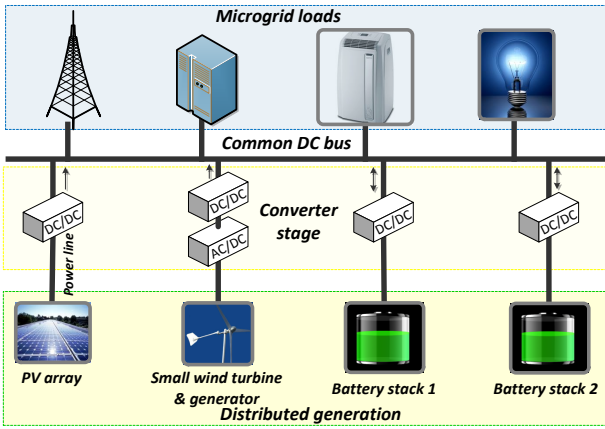 Microgrid loads
Common DC bus
DC/DC
Converter
stage
DC/DC
DC/DC
DC/DC
AC/DC
Power line
PV array
Small wind turbine
& generator
Battery stack 1
Battery stack 2
Distributed generation